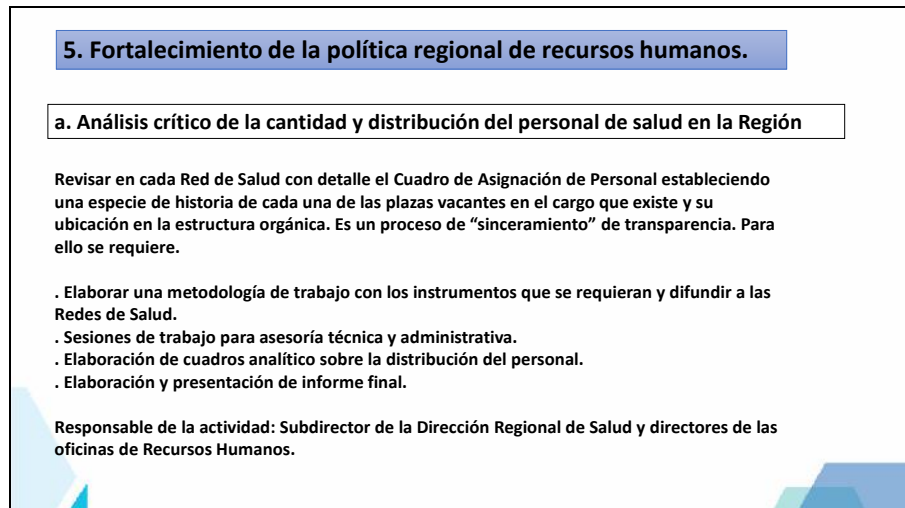 5. Fortalecimiento de la política regional de recursos humanos.
a. Análisis crítico de la cantidad y distribución del personal de salud en la Región
Revisar en cada Red de Salud con detalle el Cuadro de Asignación de Personal estableciendo
una especie de historia de cada una de las plazas vacantes en el cargo que existe y su
ubicación en la estructura orgánica. Es un proceso de “sinceramiento” de transparencia. Para
ello se requiere.
. Elaborar una metodología de trabajo con los instrumentos que se requieran y difundir a las
Redes de Salud.
. Sesiones de trabajo para asesoría técnica y administrativa.
. Elaboración de cuadros analítico sobre la distribución del personal.
. Elaboración y presentación de informe final.
Responsable de la actividad: Subdirector de la Dirección Regional de Salud y directores de las
oficinas de Recursos Humanos.